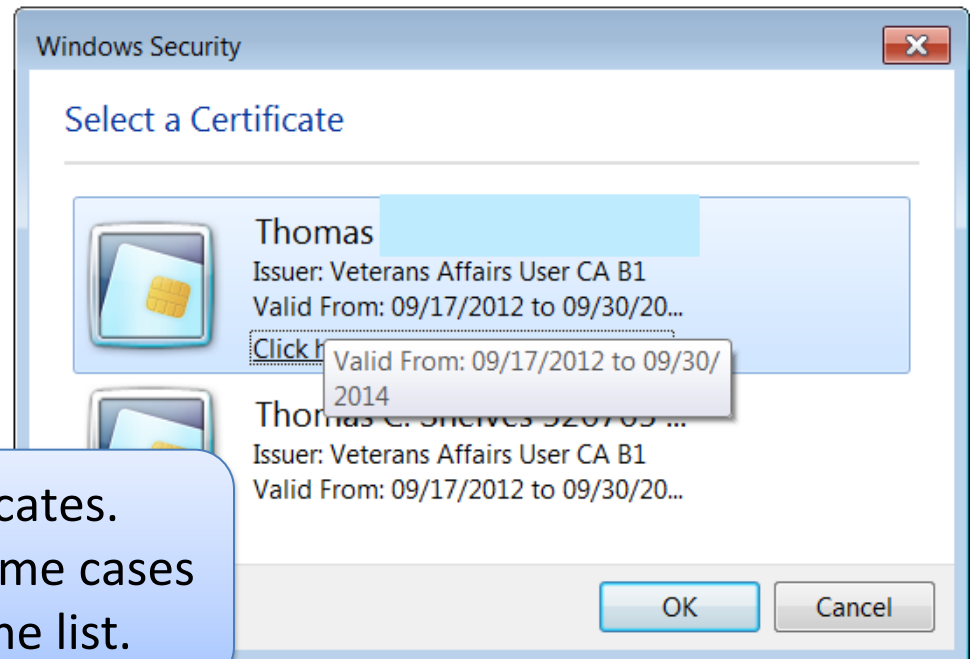 Windows Security
Select a Certificate
Thomas
Issuer: Veterans Affairs User CA B1
Valid From: 09/17/2012 to 09/30/20...
Click h
Valid From: 09/17/2012 to 09/30/
2014
Thomas C.
Issuer: Veterans Affairs User CA B1
Valid From: 09/17/2012 to 09/30/20...
cates.
me cases
ne list.
OK
Cancel